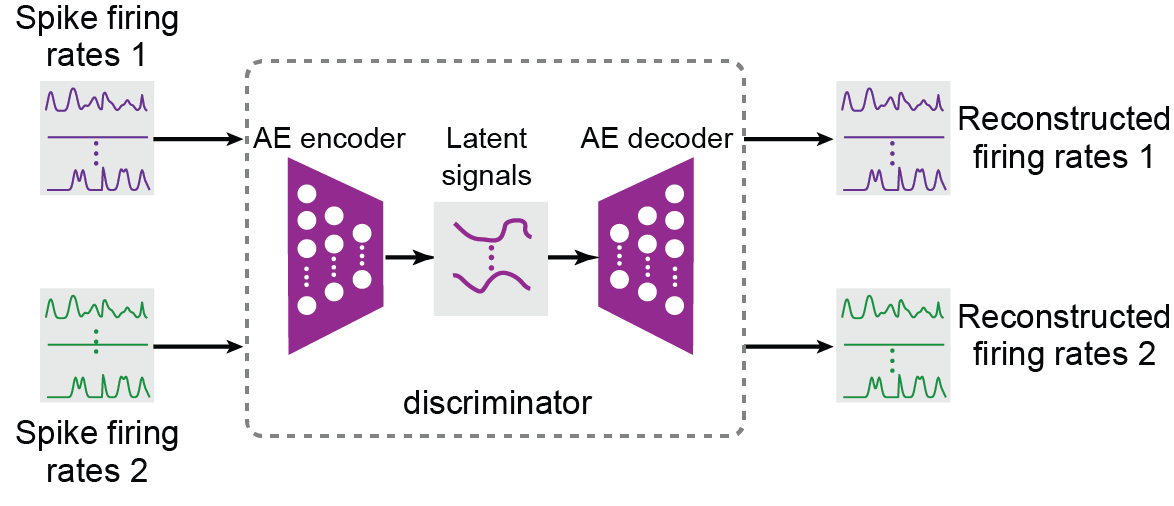 Spike firing
rates 1
AE encoder
Latent
signals
AE decoder
Reconstructed
firing rates 1
Spike firing
rates 2
discriminator
Reconstructed
firing rates 2